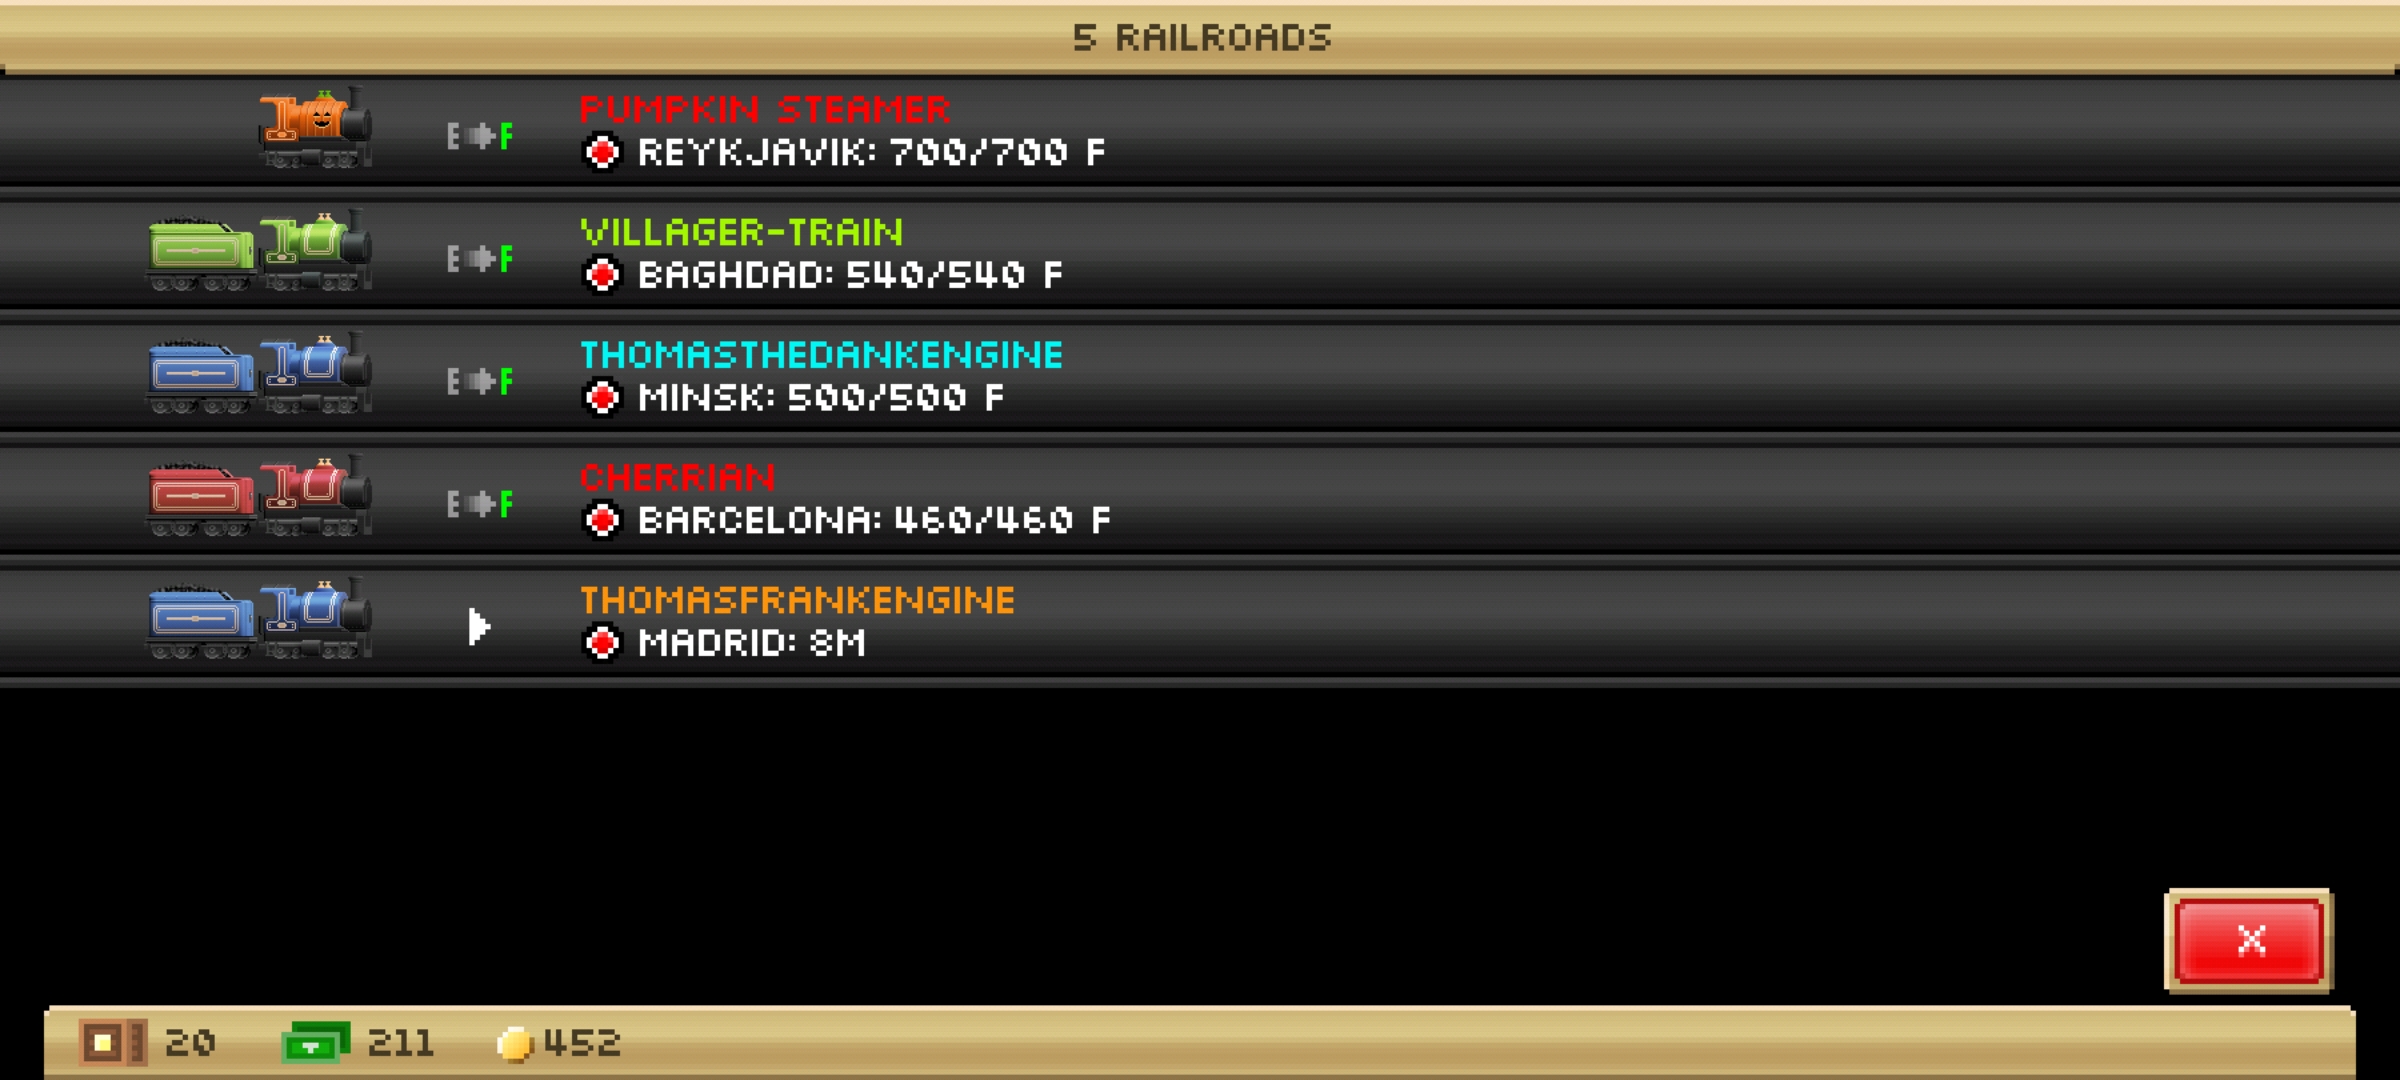 5 RAILROADS
E F
PUMPKIN STEAMER
REYKJAVIK: 700/700 F
E F
VILLAGER-TRAIN
BAGHDAD: 540/540 F
E F
THOMASTHEDANKENGINE
MINSK: 500/500 F
E F
CHERRIAN
BARCELONA: 460/460 F
THOMASFRANKENGINE
MADRID: 8M
X
20 211 452